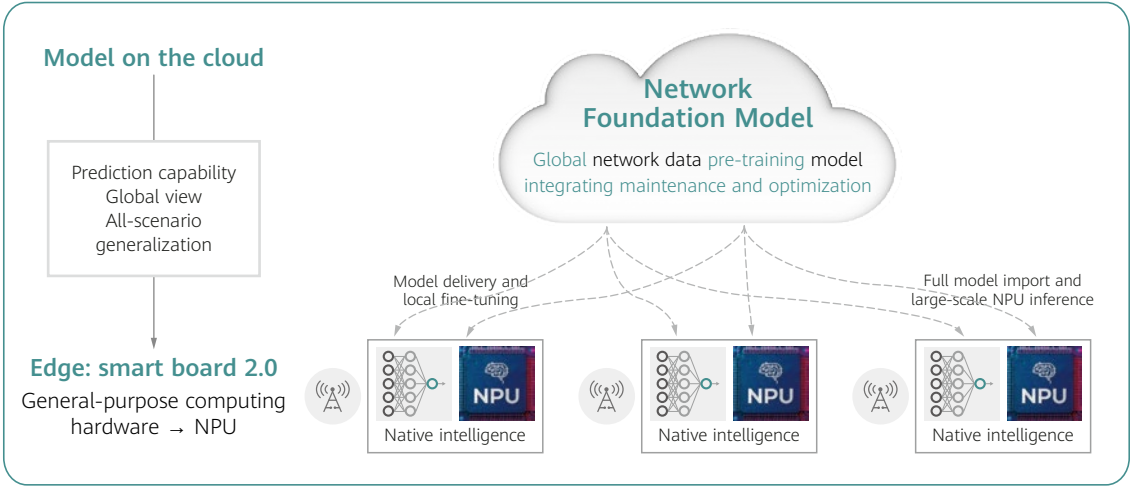 Model on the cloud
Prediction capability
Global view
All-scenario
generalization
Edge: smart board 2.0
General-purpose computing
hardware → NPU
Network
Foundation Model
Global network data pre-training model
integrating maintenance and optimization
Model delivery and
local fine-tuning
Full model import and
large-scale NPU inference
NPU
Native intelligence
NPU
Native intelligence
NPU
Native intelligence